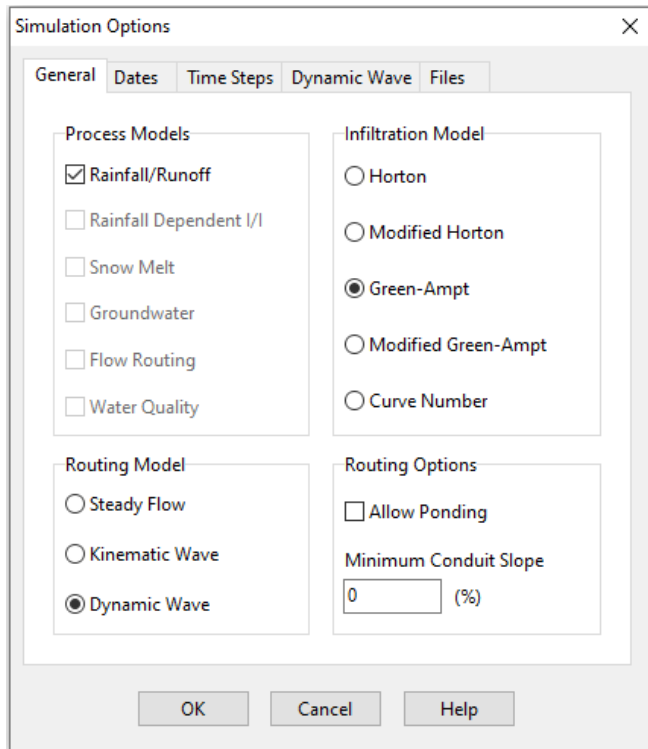 Simulation Options
General Dates Time Steps Dynamic Wave Files
Process Models
Rainfall/Runoff
Rainfall Dependent I/I
Snow Melt
Groundwater
Flow Routing
Water Quality
Infiltration Model
Horton
Modified Horton
Green-Ampt
Modified Green-Ampt
Curve Number
Routing Model
Steady Flow
Kinematic Wave
Dynamic Wave
Routing Options
Allow Ponding
Minimum Conduit Slope
0 (%)
OK Cancel Help